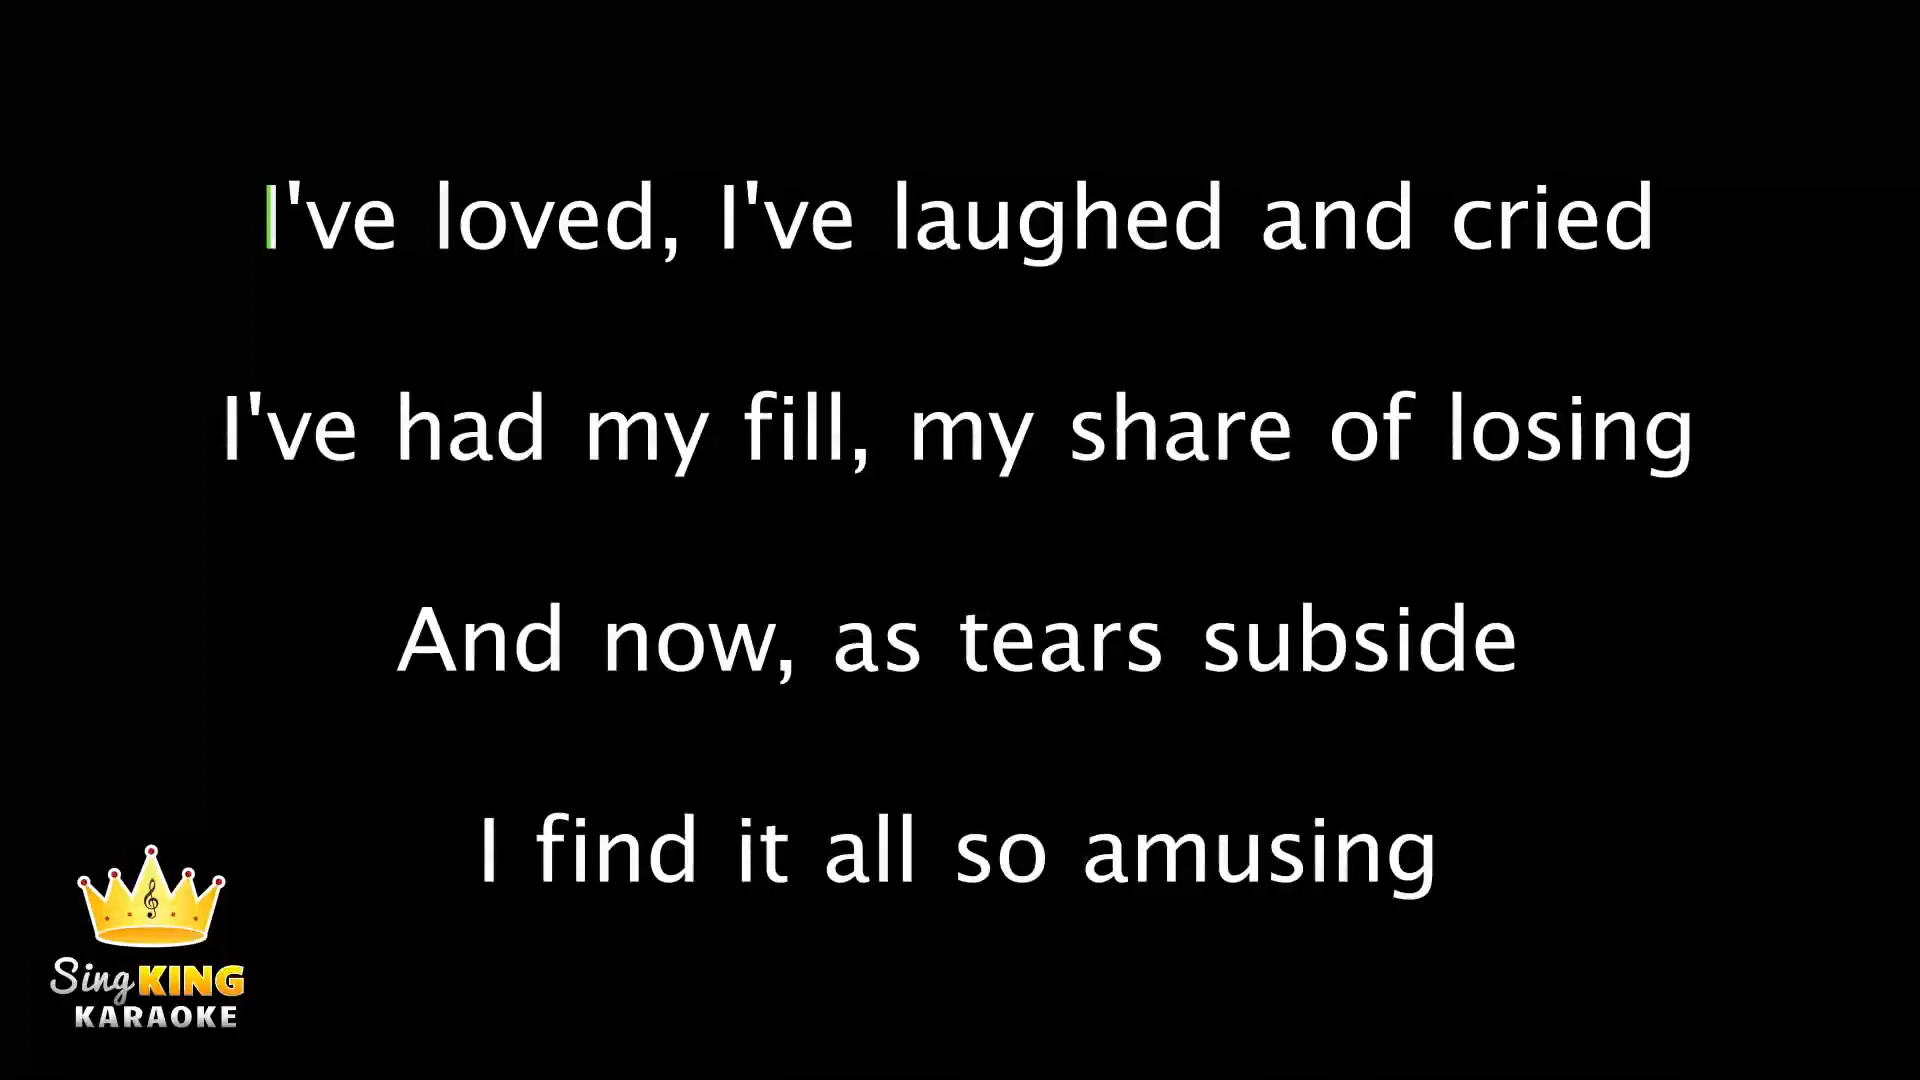 I've loved, I've laughed and cried
I've had my fill, my share of losing
And now, as tears subside
I find it all so amusing
Sing KING
KARAOKE